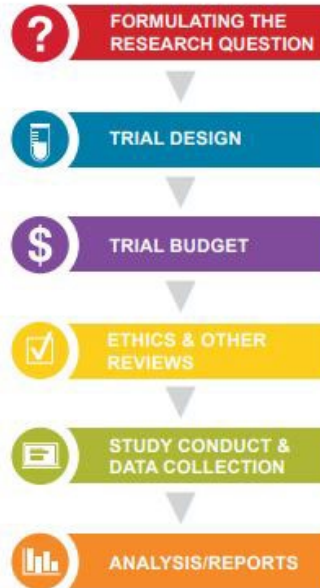 ?
FORMULATING THE
RESEARCH QUESTION
TRIAL DESIGN
$
TRIAL BUDGET
ETHICS & OTHER
REVIEWS
STUDY CONDUCT &
DATA COLLECTION
ANALYSIS/REPORTS